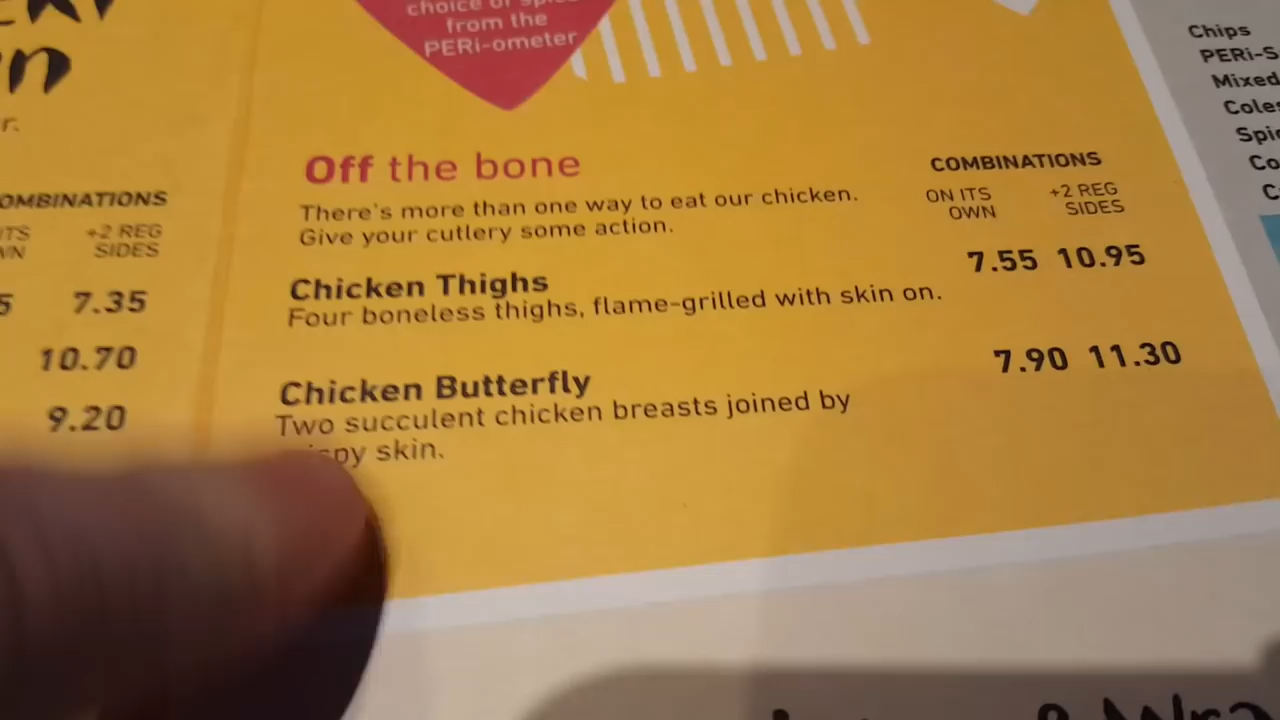 choice of
from the
PERi-ometer
r.
COMBINATIONS
+2 REG
SIDES
7.35
10.70
9.20
Off the bone
There's more than one way to eat our chicken.
Give your cutlery some action.
COMBINATIONS
ON ITS
OWN
+2 REG
SIDES
Chicken Thighs
7.55 10.95
Four boneless thighs, flame-grilled with skin on.
Chicken Butterfly
7.90 11.30
Two succulent chicken breasts joined by
skin.
Chips
PERi-S
Mixed